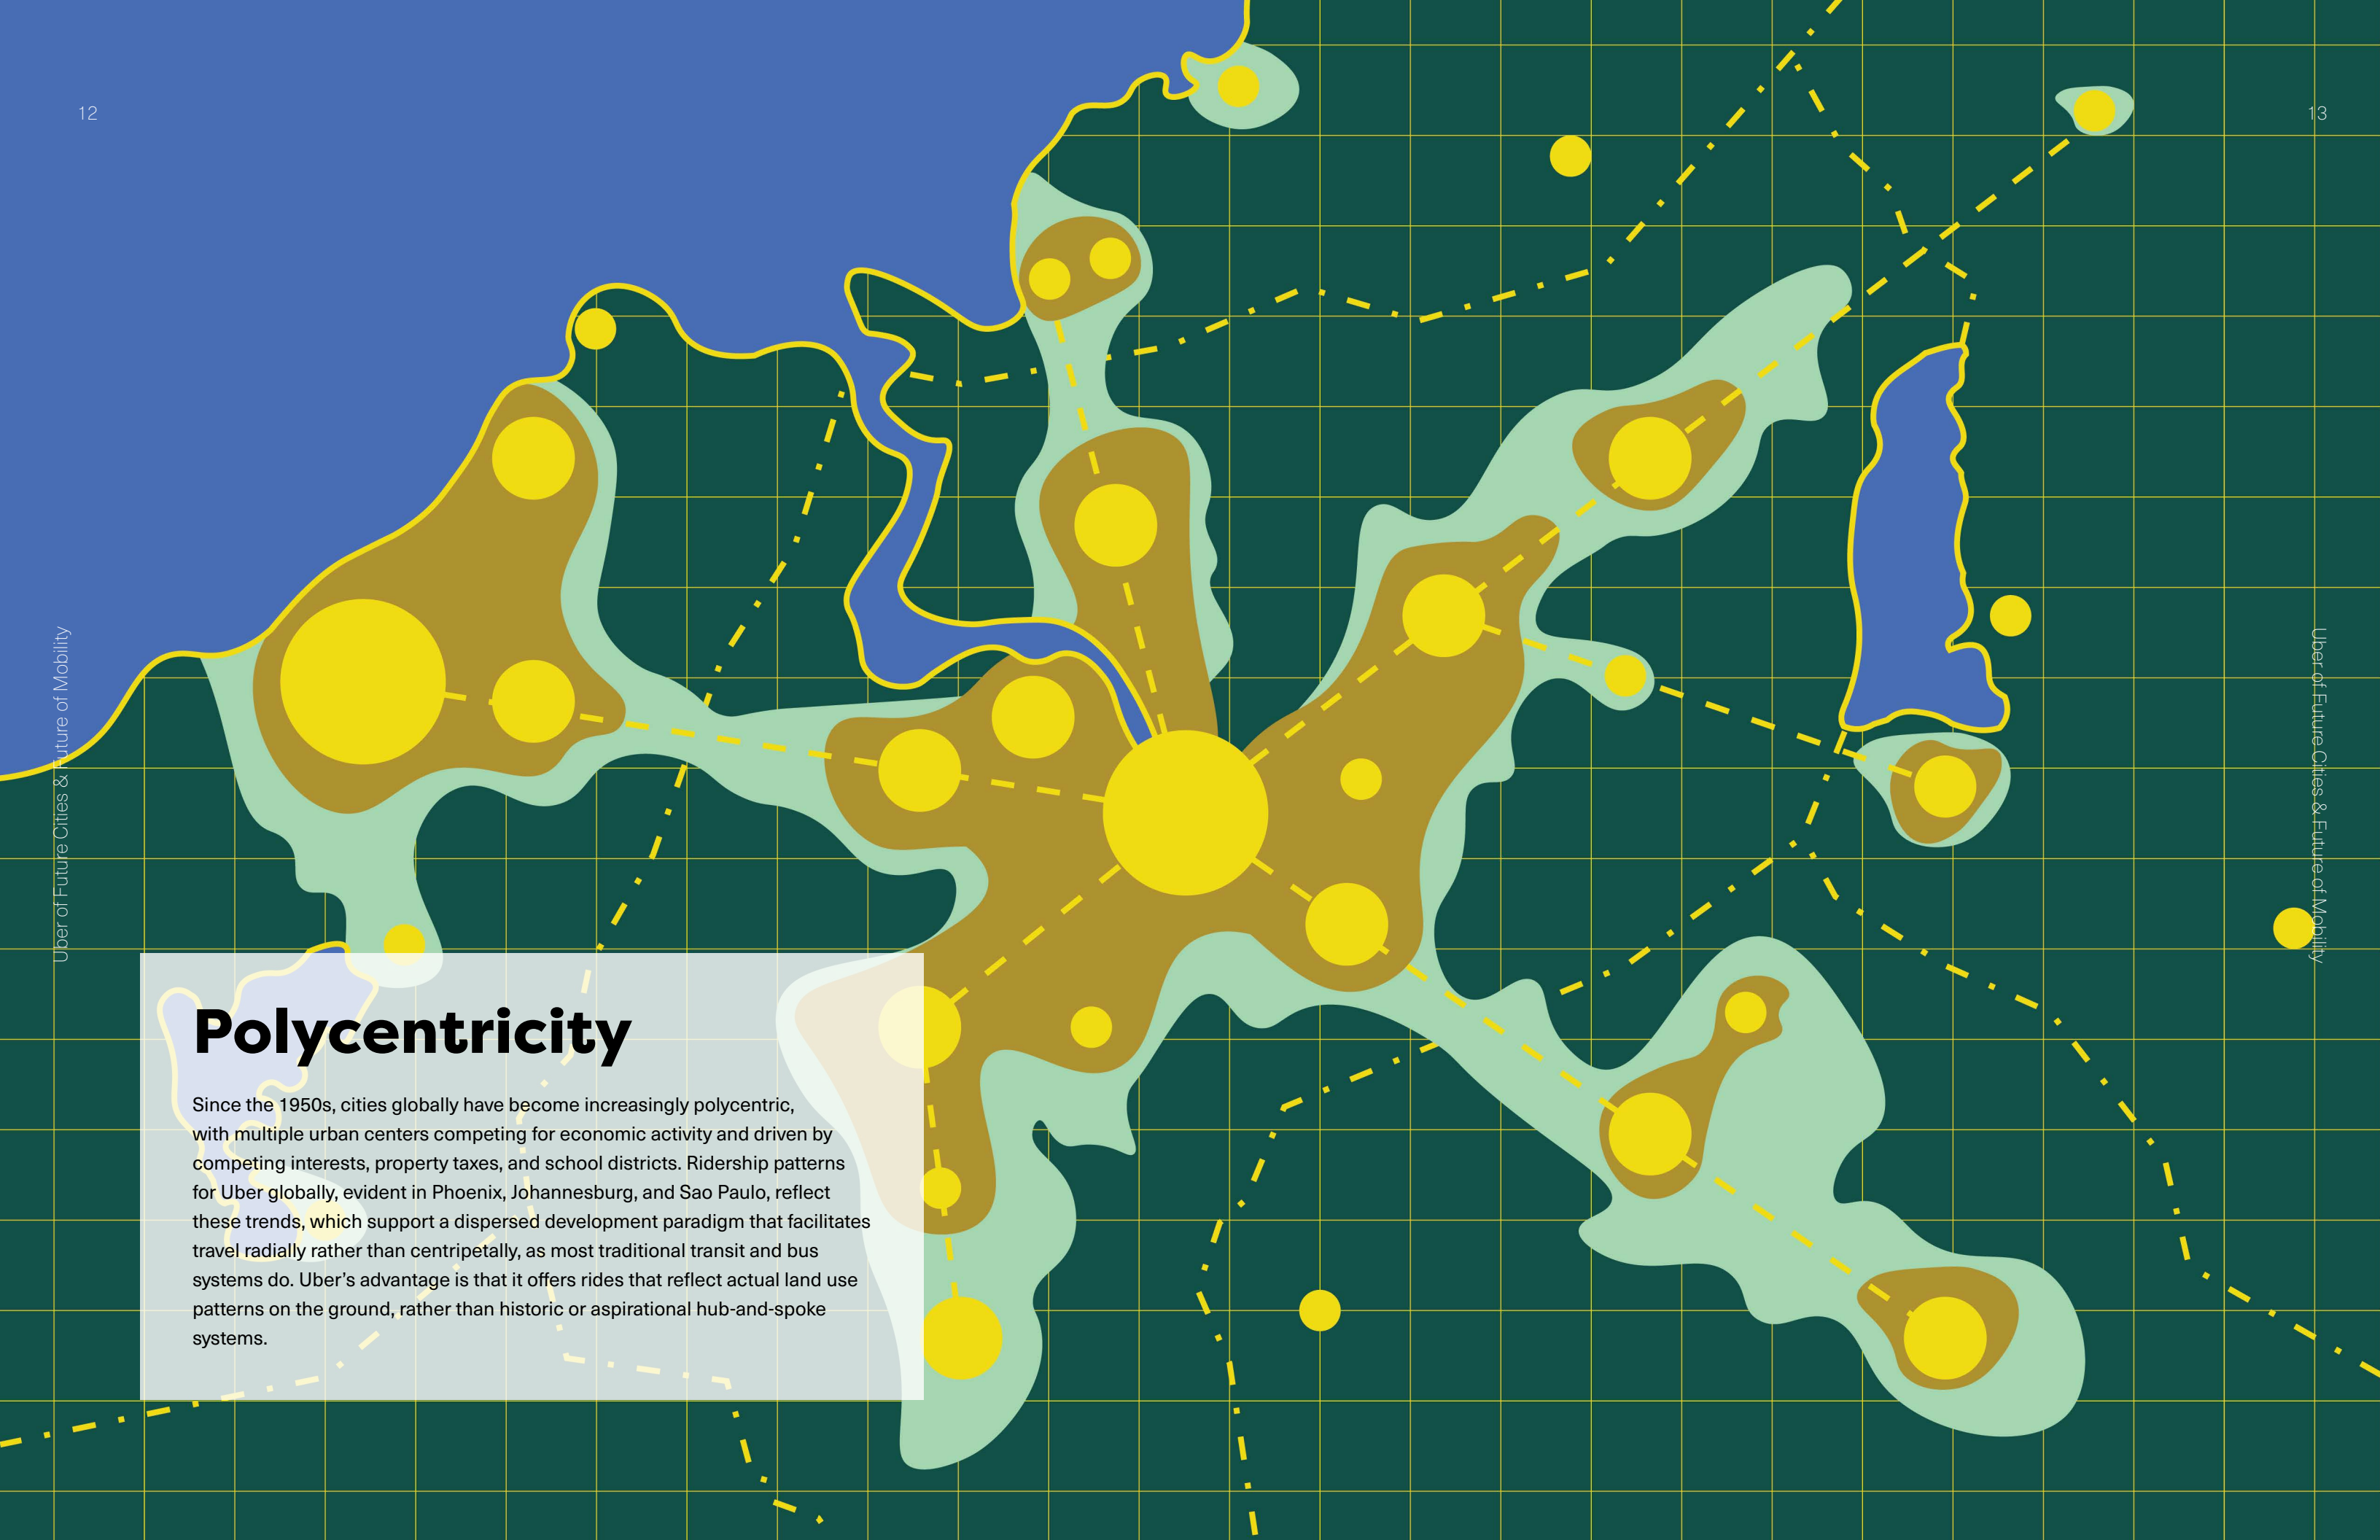 12
13
Uber of Future Cities & Future of Mobility
Uber of Future Cities & Future of Mobility
Polycentricity
Since the 1950s, cities globally have become increasingly polycentric,
with multiple urban centers competing for economic activity and driven by
competing interests, property taxes, and school districts. Ridership patterns
for Uber globally, evident in Phoenix, Johannesburg, and Sao Paulo, reflect
these trends, which support a dispersed development paradigm that facilitates
travel radially rather than centripetally, as most traditional transit and bus
systems do. Uber’s advantage is that it offers rides that reflect actual land use
patterns on the ground, rather than historic or aspirational hub-and-spoke
systems.